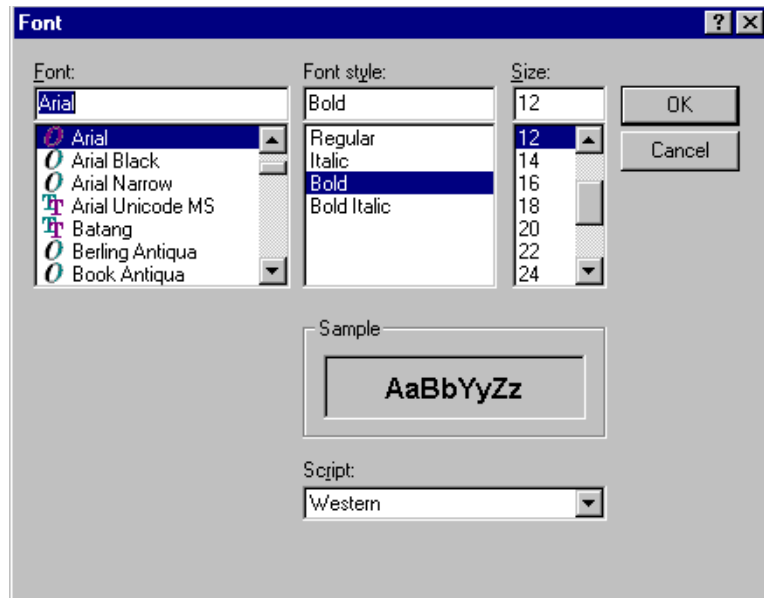 Font
Font:
Arial
Arial
Arial Black
Arial Narrow
Arial Unicode MS
Batang
Berling Antiqua
Book Antiqua
Font style:
Bold
Regular
Italic
Bold
Bold Italic
Size:
12
12
14
16
18
20
22
24
OK
Cancel
Sample
AaBbYyZz
Script:
Western